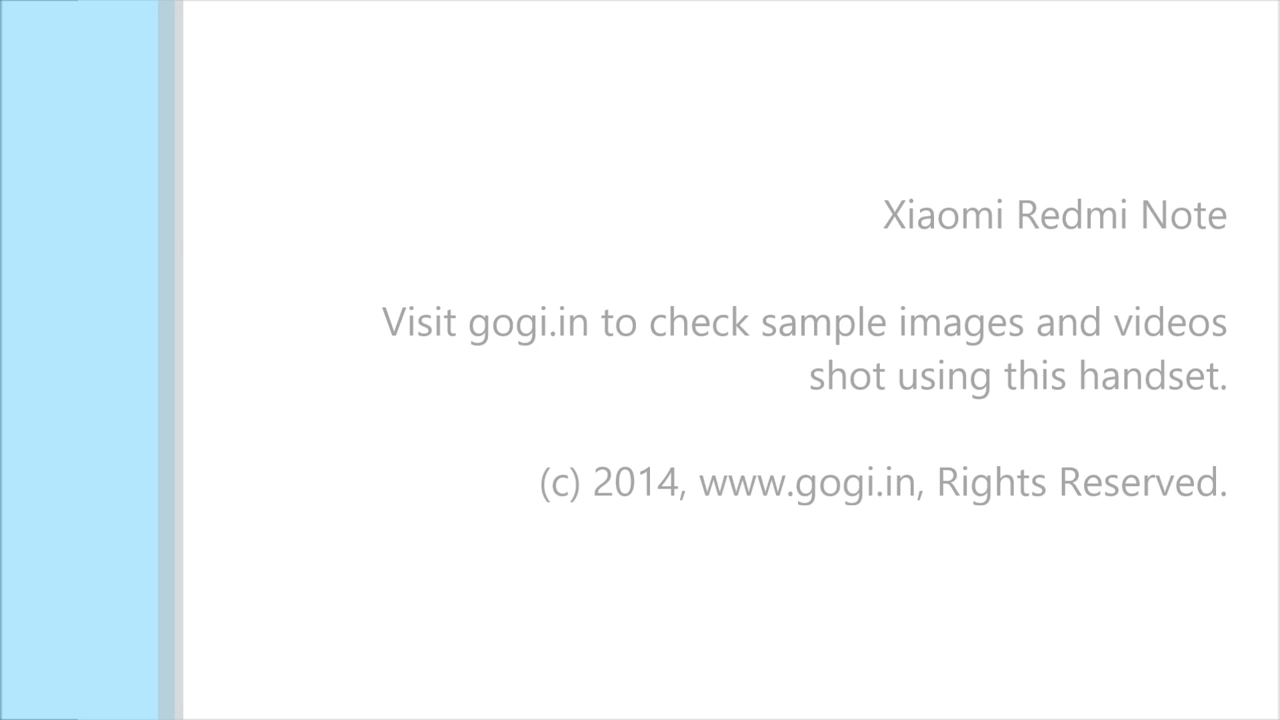 Xiaomi Redmi Note
Visit gogi.in to check sample images and videos
shot using this handset.
(c) 2014, www.gogi.in, Rights Reserved.